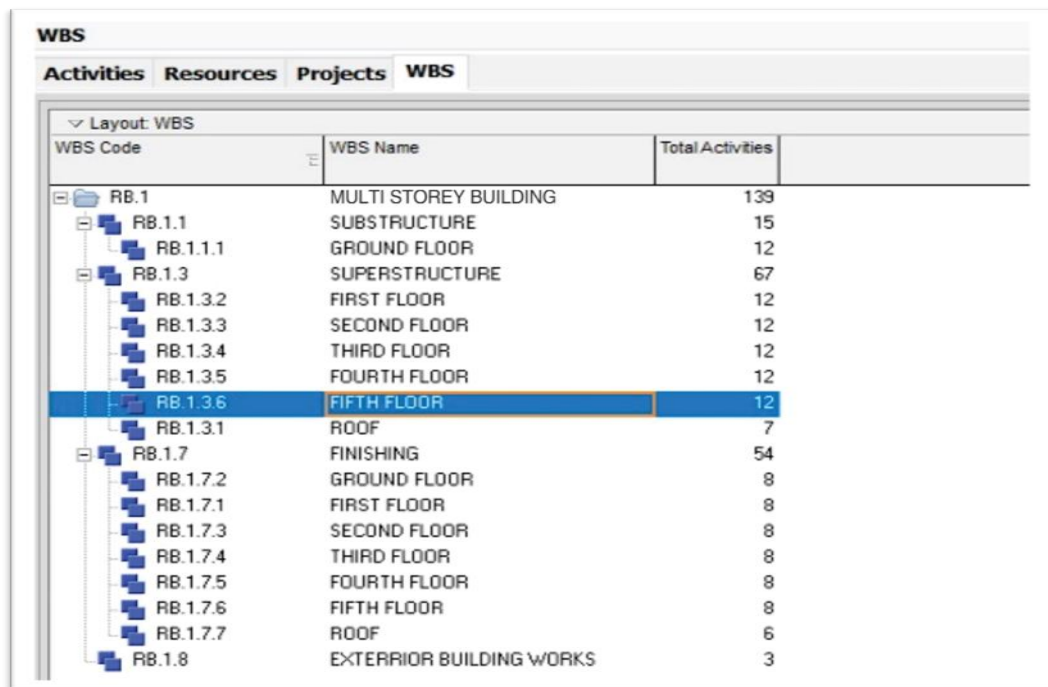 WBS
Activities Resources Projects WBS
Layout: WBS
WBS Code WBS Name Total Activities
RB.1 MULTI STOREY BUILDING 139
RB.1.1 SUBSTRUCTURE 15
RB.1.1.1 GROUND FLOOR 12
RB.1.3 SUPERSTRUCTURE 67
RB.1.3.2 FIRST FLOOR 12
RB.1.3.3 SECOND FLOOR 12
RB.1.3.4 THIRD FLOOR 12
RB.1.3.5 FOURTH FLOOR 12
RB.1.3.6 FIFTH FLOOR 12
RB.1.3.1 ROOF 7
RB.1.7 FINISHING 54
RB.1.7.2 GROUND FLOOR 8
RB.1.7.1 FIRST FLOOR 8
RB.1.7.3 SECOND FLOOR 8
RB.1.7.4 THIRD FLOOR 8
RB.1.7.5 FOURTH FLOOR 8
RB.1.7.6 FIFTH FLOOR 8
RB.1.7.7 ROOF 6
RB.1.8 EXTERRIOR BUILDING WORKS 3